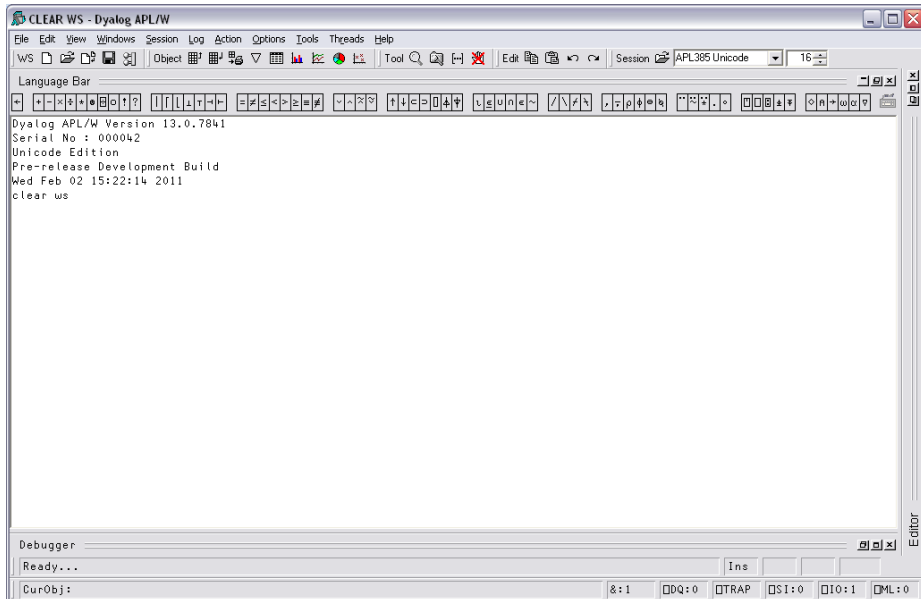 CLEAR WS - Dyalog APL/W
File Edit View Windows Session Log Action Options Tools Threads Help
WS Object Tool Edit Session APL385 Unicode 16
Language Bar
Dyalog APL/W Version 13.0.7841
Serial No : 000042
Unicode Edition
Pre-release Development Build
Wed Feb 02 15:22:14 2011
clear ws
Editor
Debugger
Ready... Ins
CurObj: &:1 ⎕DQ:0 ⎕TRAP ⎕SI:0 ⎕IO:1 ⎕ML:0